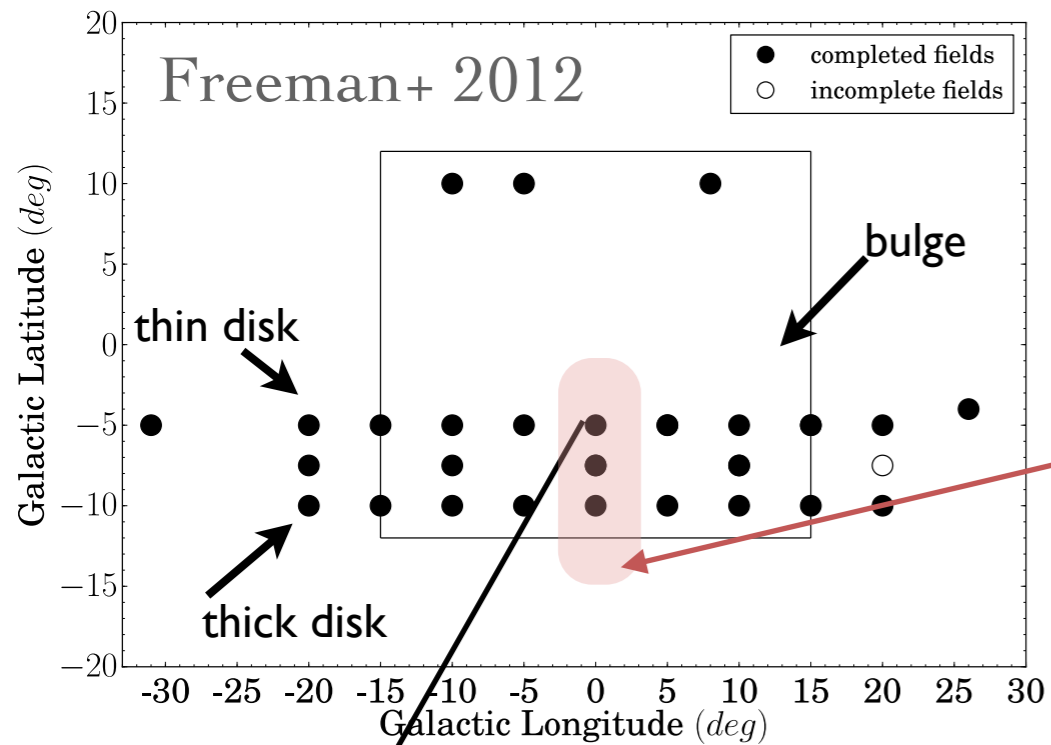 Freeman+ 2012
completed fields
incomplete fields
bulge
thin disk
thick disk
Galactic Latitude (deg)
20
15
10
5
0
−5
−10
−15
−20
-30 -25 -20 -15 -10 -5 0 5 10 15 20 25 30
Galactic Longitude (deg)